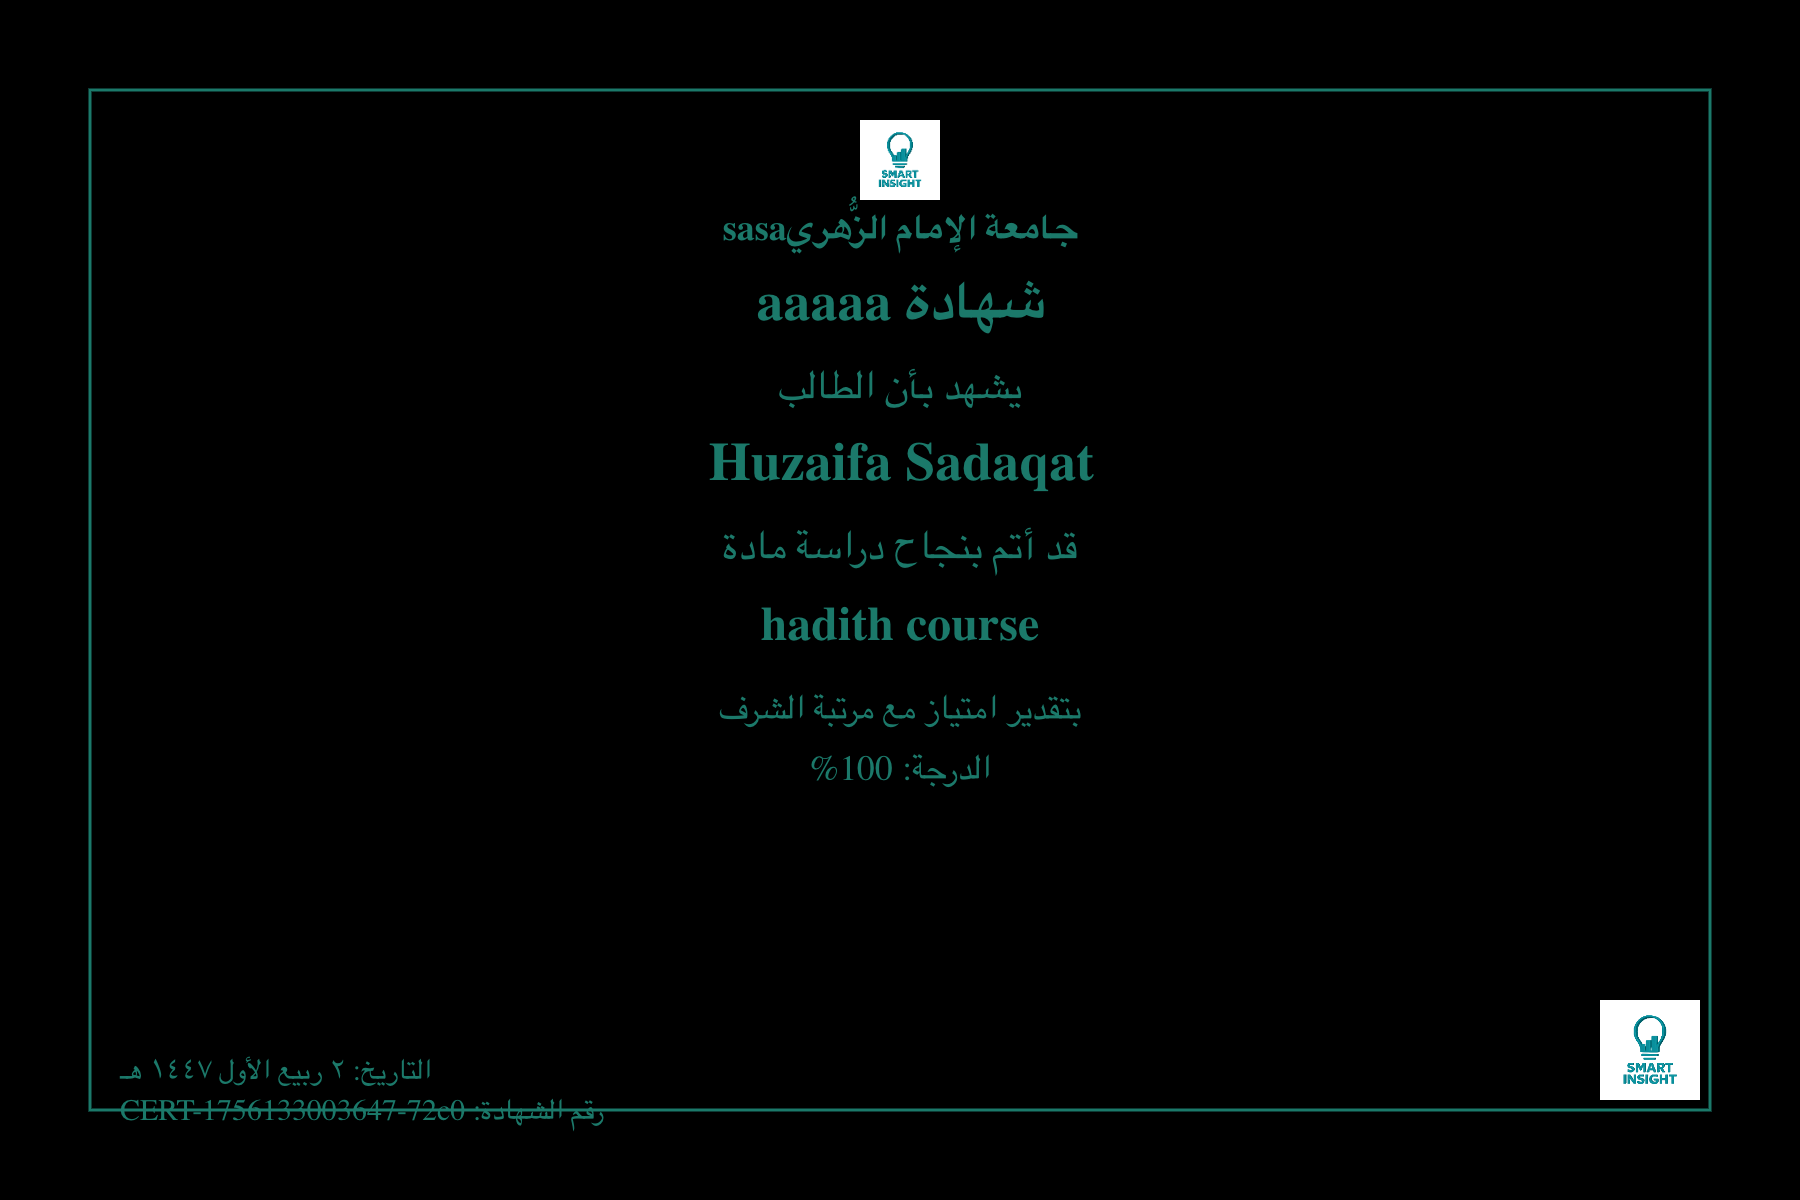 SMART
INSIGHT
جامعة الإمام الزُّهريsasa
شهادة aaaaa
يشهد بأن الطالب
Huzaifa Sadaqat
قد أتم بنجاح دراسة مادة
hadith course
بتقدير امتياز مع مرتبة الشرف
الدرجة: 100%
التاريخ: ٢ ربيع الأول ١٤٤٧ هـ
رقم الشهادة: CERT-1756133003647-72c0
SMART
INSIGHT